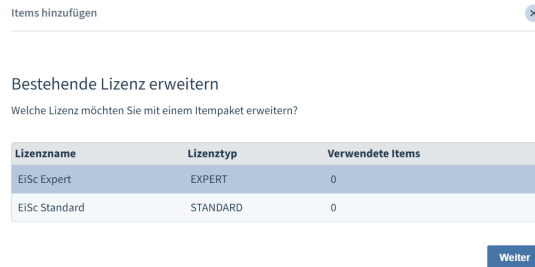 Items hinzufügen
Bestehende Lizenz erweitern
Welche Lizenz möchten Sie mit einem Itempaket erweitern?
Lizenzname Lizenztyp Verwendete Items
EiSc Expert EXPERT 0
EiSc Standard STANDARD 0
Weiter